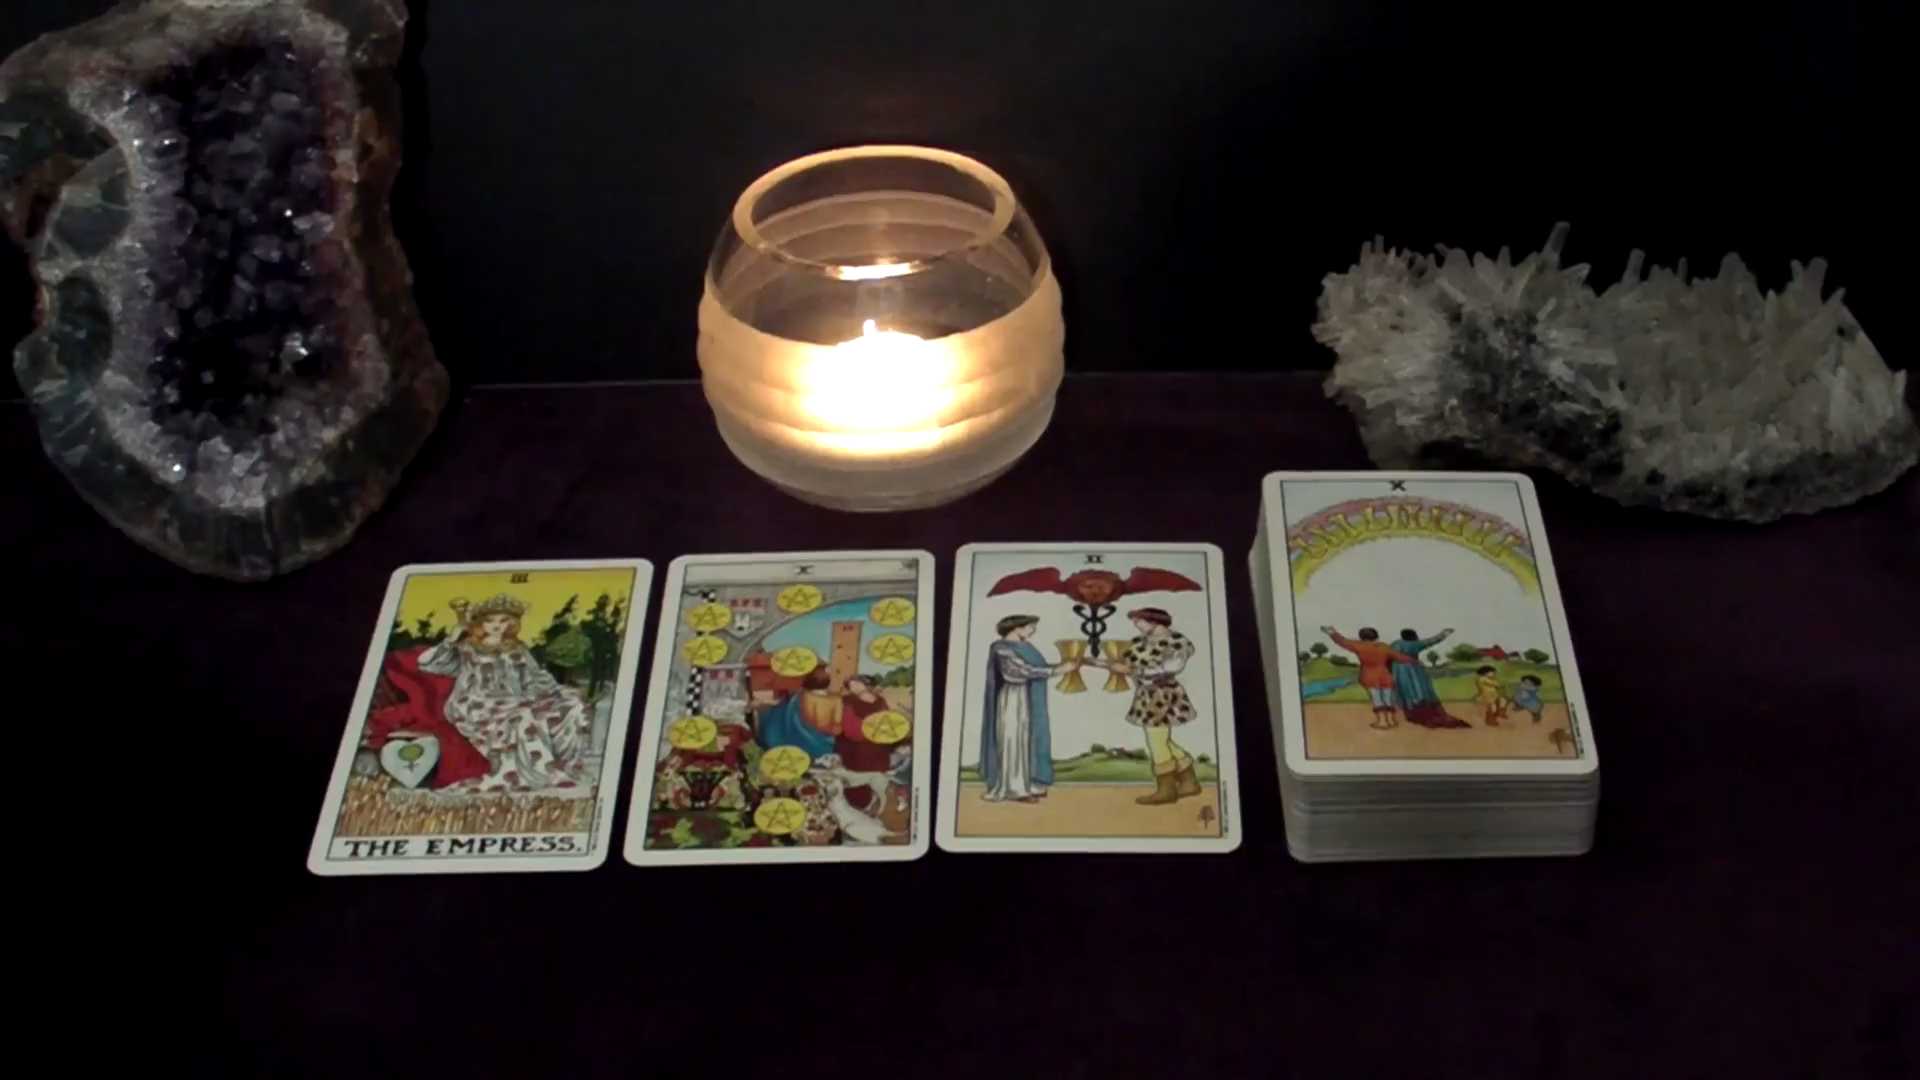 III
THE EMPRESS.
X
II
X